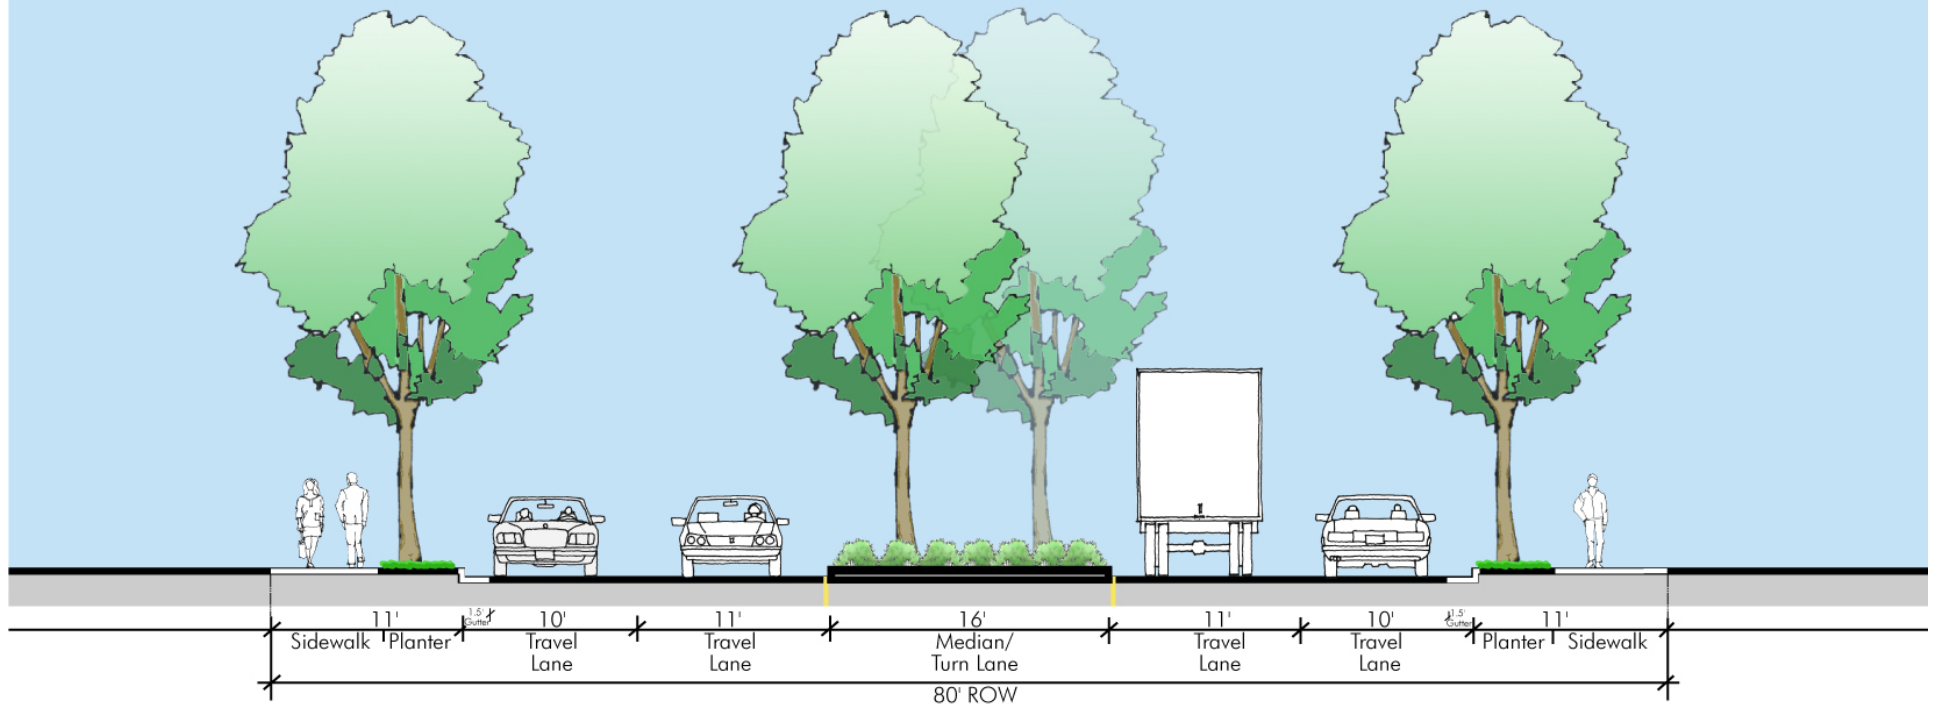 11' 1.5' 10' 11' 16' 11' 10' 1.5' 11'
Gutter Gutter
Sidewalk Planter Travel Travel Median/ Travel Travel Planter Sidewalk
Lane Lane Turn Lane Lane Lane
80' ROW